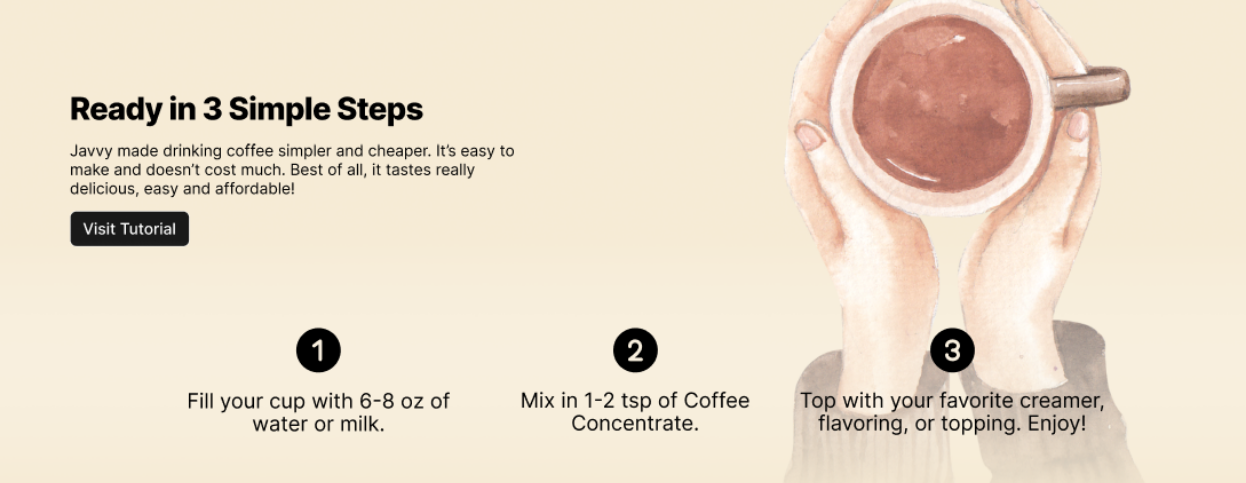 Ready in 3 Simple Steps
Javvy made drinking coffee simpler and cheaper. It’s easy to
make and doesn’t cost much. Best of all, it tastes really
delicious, easy and affordable!
Visit Tutorial
1
Fill your cup with 6-8 oz of
water or milk.
2
Mix in 1-2 tsp of Coffee
Concentrate.
3
Top with your favorite creamer,
flavoring, or topping. Enjoy!